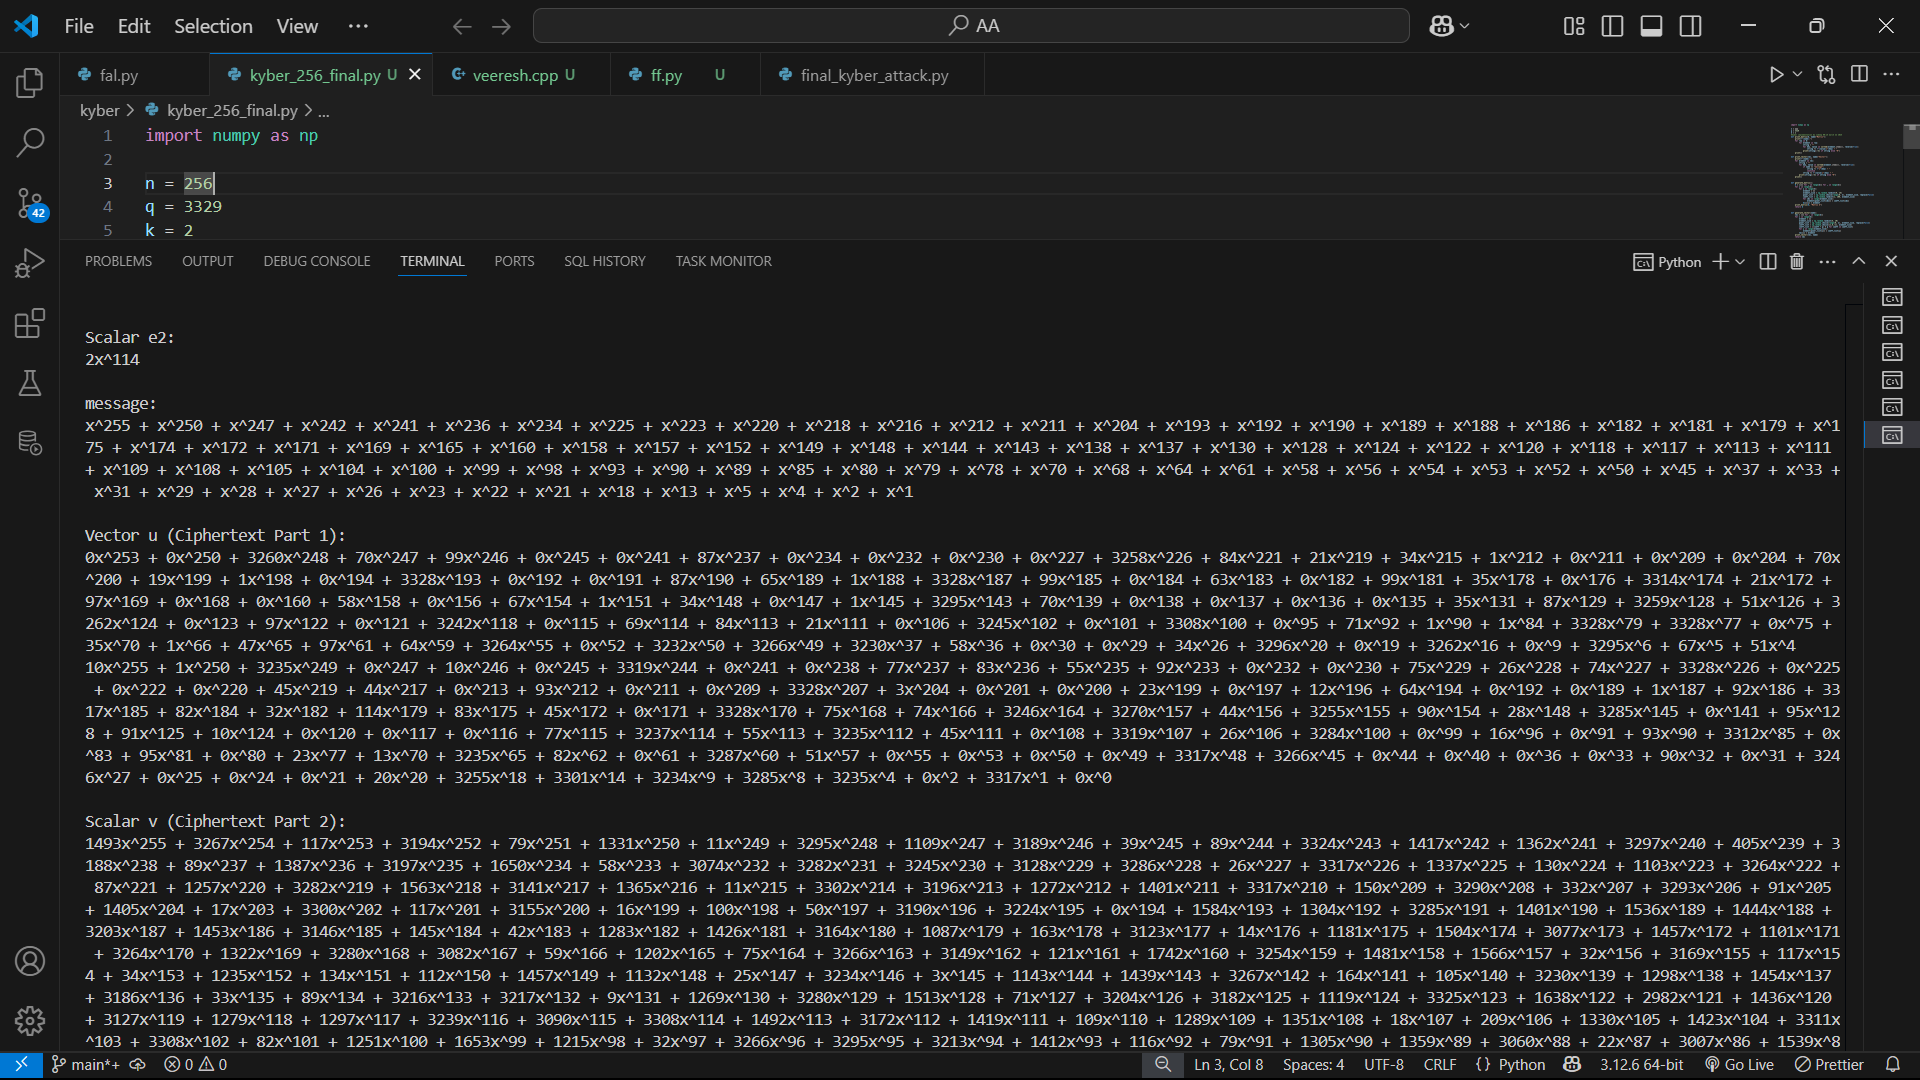 File Edit Selection View ··· AA
fal.py kyber_256_final.py U veeresh.cpp U ff.py U final_kyber_attack.py
kyber > kyber_256_final.py > ...
1 import numpy as np
2
3 n = 256
4 q = 3329
5 k = 2
PROBLEMS OUTPUT DEBUG CONSOLE TERMINAL PORTS SQL HISTORY TASK MONITOR Python
42
Scalar e2:
2x^114
message:
x^255 + x^250 + x^247 + x^242 + x^241 + x^236 + x^234 + x^225 + x^223 + x^220 + x^218 + x^216 + x^212 + x^211 + x^204 + x^193 + x^192 + x^190 + x^189 + x^188 + x^186 + x^182 + x^181 + x^179 + x^1
75 + x^174 + x^172 + x^171 + x^169 + x^165 + x^160 + x^158 + x^157 + x^152 + x^149 + x^148 + x^144 + x^143 + x^138 + x^137 + x^130 + x^128 + x^124 + x^122 + x^120 + x^118 + x^117 + x^113 + x^111
+ x^109 + x^108 + x^105 + x^104 + x^100 + x^99 + x^98 + x^93 + x^90 + x^89 + x^85 + x^80 + x^79 + x^78 + x^70 + x^68 + x^64 + x^61 + x^58 + x^56 + x^54 + x^53 + x^52 + x^50 + x^45 + x^37 + x^33 +
x^31 + x^29 + x^28 + x^27 + x^26 + x^23 + x^22 + x^21 + x^18 + x^13 + x^5 + x^4 + x^2 + x^1
Vector u (Ciphertext Part 1):
0x^253 + 0x^250 + 3260x^248 + 70x^247 + 99x^246 + 0x^245 + 0x^241 + 87x^237 + 0x^234 + 0x^232 + 0x^230 + 0x^227 + 3258x^226 + 84x^221 + 21x^219 + 34x^215 + 1x^212 + 0x^211 + 0x^209 + 0x^204 + 70x
^200 + 19x^199 + 1x^198 + 0x^194 + 3328x^193 + 0x^192 + 0x^191 + 87x^190 + 65x^189 + 1x^188 + 3328x^187 + 99x^185 + 0x^184 + 63x^183 + 0x^182 + 99x^181 + 35x^178 + 0x^176 + 3314x^174 + 21x^172 +
97x^169 + 0x^168 + 0x^160 + 58x^158 + 0x^156 + 67x^154 + 1x^151 + 34x^148 + 0x^147 + 1x^145 + 3295x^143 + 70x^139 + 0x^138 + 0x^137 + 0x^136 + 0x^135 + 35x^131 + 87x^129 + 3259x^128 + 51x^126 + 3
262x^124 + 0x^123 + 97x^122 + 0x^121 + 3242x^118 + 0x^115 + 69x^114 + 84x^113 + 21x^111 + 0x^106 + 3245x^102 + 0x^101 + 3308x^100 + 0x^95 + 71x^92 + 1x^90 + 1x^84 + 3328x^79 + 3328x^77 + 0x^75 +
35x^70 + 1x^66 + 47x^65 + 97x^61 + 64x^59 + 3264x^55 + 0x^52 + 3232x^50 + 3266x^49 + 3230x^37 + 58x^36 + 0x^30 + 0x^29 + 34x^26 + 3296x^20 + 0x^19 + 3262x^16 + 0x^9 + 3295x^6 + 67x^5 + 51x^4
10x^255 + 1x^250 + 3235x^249 + 0x^247 + 10x^246 + 0x^245 + 3319x^244 + 0x^241 + 0x^238 + 77x^237 + 83x^236 + 55x^235 + 92x^233 + 0x^232 + 0x^230 + 75x^229 + 26x^228 + 74x^227 + 3328x^226 + 0x^225
+ 0x^222 + 0x^220 + 45x^219 + 44x^217 + 0x^213 + 93x^212 + 0x^211 + 0x^209 + 3328x^207 + 3x^204 + 0x^201 + 0x^200 + 23x^199 + 0x^197 + 12x^196 + 64x^194 + 0x^192 + 0x^189 + 1x^187 + 92x^186 + 33
17x^185 + 82x^184 + 32x^182 + 114x^179 + 83x^175 + 45x^172 + 0x^171 + 3328x^170 + 75x^168 + 74x^166 + 3246x^164 + 3270x^157 + 44x^156 + 3255x^155 + 90x^154 + 28x^148 + 3285x^145 + 0x^141 + 95x^12
8 + 91x^125 + 10x^124 + 0x^120 + 0x^117 + 0x^116 + 77x^115 + 3237x^114 + 55x^113 + 3235x^112 + 45x^111 + 0x^108 + 3319x^107 + 26x^106 + 3284x^100 + 0x^99 + 16x^96 + 0x^91 + 93x^90 + 3312x^85 + 0x
^83 + 95x^81 + 0x^80 + 23x^77 + 13x^70 + 3235x^65 + 82x^62 + 0x^61 + 3287x^60 + 51x^57 + 0x^55 + 0x^53 + 0x^50 + 0x^49 + 3317x^48 + 3266x^45 + 0x^44 + 0x^40 + 0x^36 + 0x^33 + 90x^32 + 0x^31 + 324
6x^27 + 0x^25 + 0x^24 + 0x^21 + 20x^20 + 3255x^18 + 3301x^14 + 3234x^9 + 3285x^8 + 3235x^4 + 0x^2 + 3317x^1 + 0x^0
Scalar v (Ciphertext Part 2):
1493x^255 + 3267x^254 + 117x^253 + 3194x^252 + 79x^251 + 1331x^250 + 11x^249 + 3295x^248 + 1109x^247 + 3189x^246 + 39x^245 + 89x^244 + 3324x^243 + 1417x^242 + 1362x^241 + 3297x^240 + 405x^239 + 3
188x^238 + 89x^237 + 1387x^236 + 3197x^235 + 1650x^234 + 58x^233 + 3074x^232 + 3282x^231 + 3245x^230 + 3128x^229 + 3286x^228 + 26x^227 + 3317x^226 + 1337x^225 + 130x^224 + 1103x^223 + 3264x^222 +
87x^221 + 1257x^220 + 3282x^219 + 1563x^218 + 3141x^217 + 1365x^216 + 11x^215 + 3302x^214 + 3196x^213 + 1272x^212 + 1401x^211 + 3317x^210 + 150x^209 + 3290x^208 + 332x^207 + 3293x^206 + 91x^205
+ 1405x^204 + 17x^203 + 3300x^202 + 117x^201 + 3155x^200 + 16x^199 + 100x^198 + 50x^197 + 3190x^196 + 3224x^195 + 0x^194 + 1584x^193 + 1304x^192 + 3285x^191 + 1401x^190 + 1536x^189 + 1444x^188 +
3203x^187 + 1453x^186 + 3146x^185 + 145x^184 + 42x^183 + 1283x^182 + 1426x^181 + 3164x^180 + 1087x^179 + 163x^178 + 3123x^177 + 14x^176 + 1181x^175 + 1504x^174 + 3077x^173 + 1457x^172 + 1101x^171
+ 3264x^170 + 1322x^169 + 3280x^168 + 3082x^167 + 59x^166 + 1202x^165 + 75x^164 + 3266x^163 + 3149x^162 + 121x^161 + 1742x^160 + 3254x^159 + 1481x^158 + 1566x^157 + 32x^156 + 3169x^155 + 117x^15
4 + 34x^153 + 1235x^152 + 134x^151 + 112x^150 + 1457x^149 + 1132x^148 + 25x^147 + 3234x^146 + 3x^145 + 1143x^144 + 1439x^143 + 3267x^142 + 164x^141 + 105x^140 + 3230x^139 + 1298x^138 + 1454x^137
+ 3186x^136 + 33x^135 + 89x^134 + 3216x^133 + 3217x^132 + 9x^131 + 1269x^130 + 3280x^129 + 1513x^128 + 71x^127 + 3204x^126 + 3182x^125 + 1119x^124 + 3325x^123 + 1638x^122 + 2982x^121 + 1436x^120
+ 3127x^119 + 1279x^118 + 1297x^117 + 3239x^116 + 3090x^115 + 3308x^114 + 1492x^113 + 3172x^112 + 1419x^111 + 109x^110 + 1289x^109 + 1351x^108 + 18x^107 + 209x^106 + 1330x^105 + 1423x^104 + 3311x
^103 + 3308x^102 + 82x^101 + 1251x^100 + 1653x^99 + 1215x^98 + 32x^97 + 3266x^96 + 3295x^95 + 3213x^94 + 1412x^93 + 116x^92 + 79x^91 + 1305x^90 + 1359x^89 + 3060x^88 + 22x^87 + 3007x^86 + 1539x^8
main*+ 0 0 Ln 3, Col 8 Spaces: 4 UTF-8 CRLF {} Python 3.12.6 64-bit Go Live Prettier